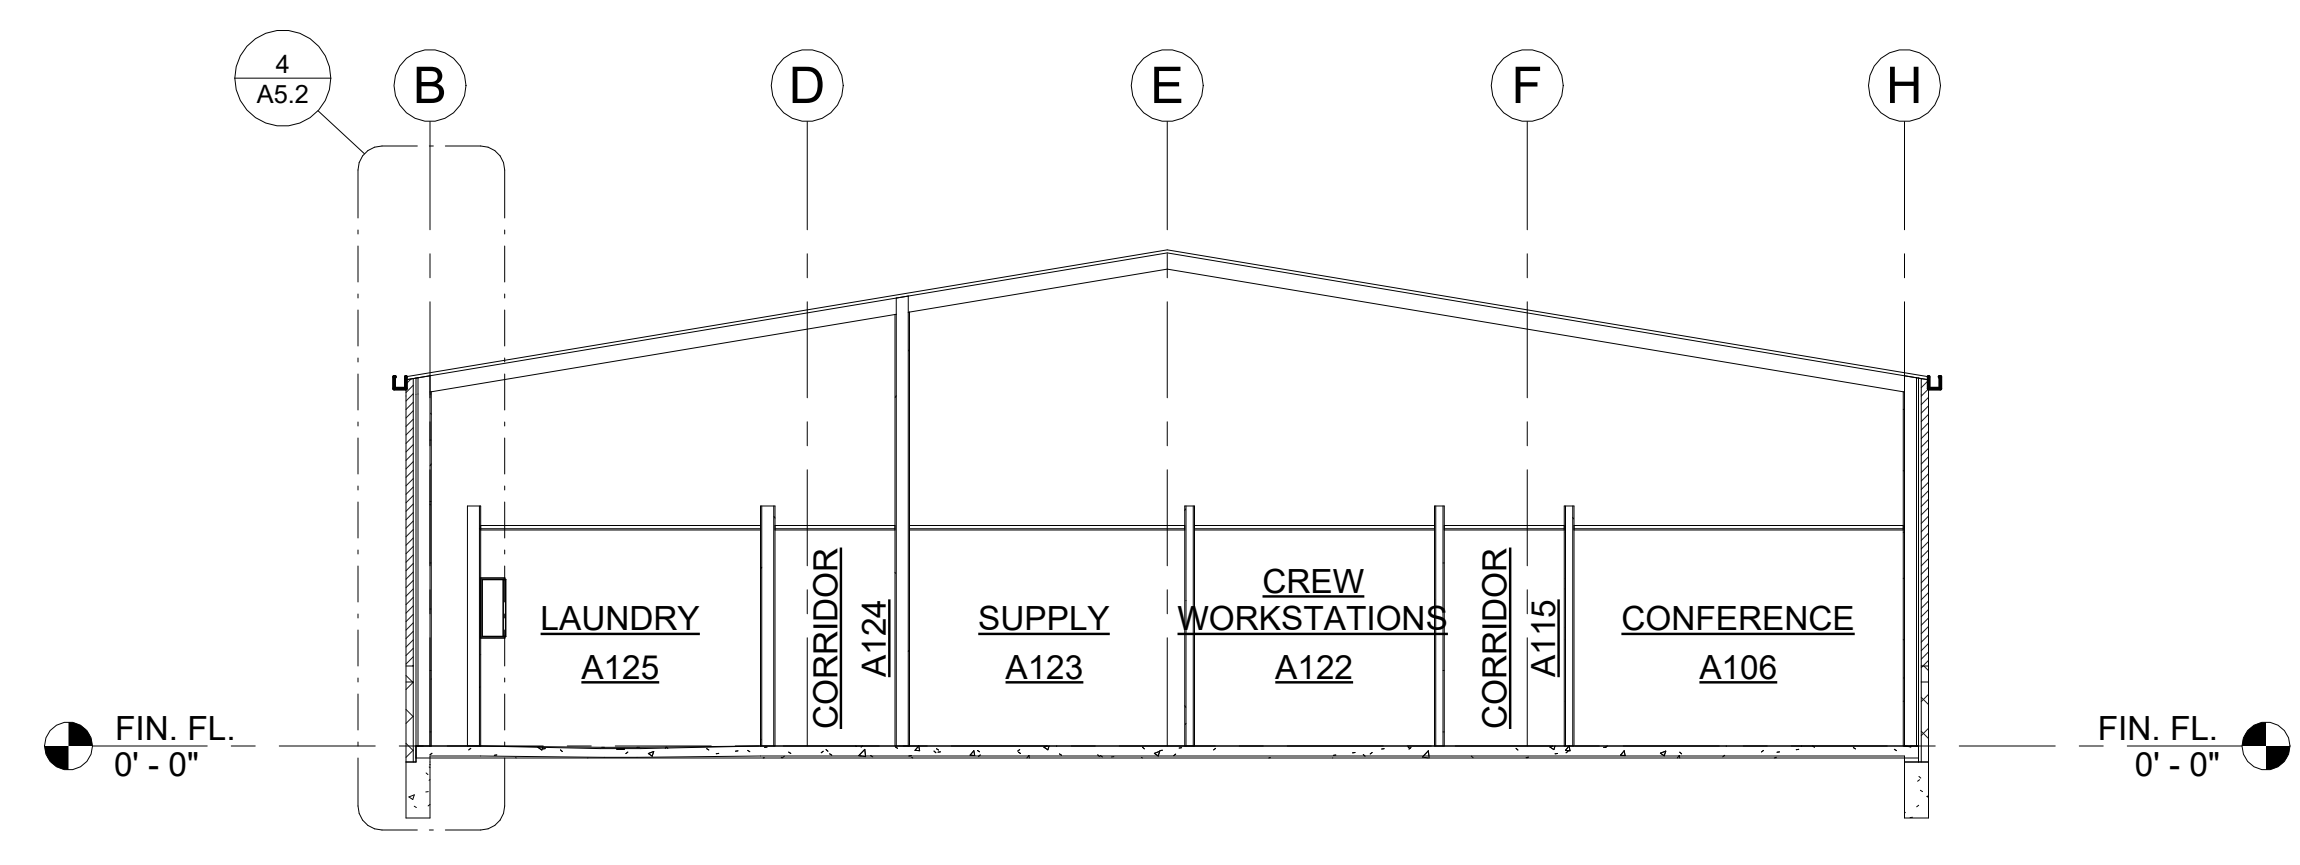 4
A5.2
B
D
E
F
H
LAUNDRY
A125
CORRIDOR
A124
SUPPLY
A123
CREW
WORKSTATIONS
A122
CORRIDOR
A115
CONFERENCE
A106
FIN. FL.
0' - 0"
FIN. FL.
0' - 0"